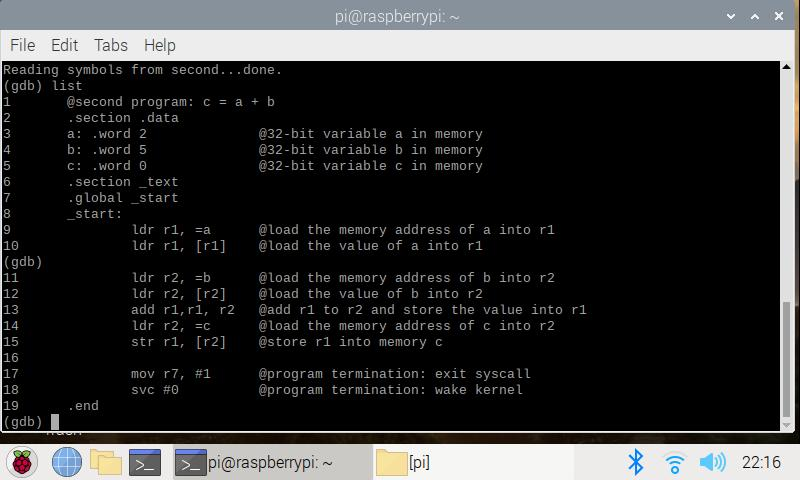 pi@raspberrypi: ~
File Edit Tabs Help
Reading symbols from second...done.
(gdb) list
1       @second program: c = a + b
2       .section .data
3       a: .word 2              @32-bit variable a in memory
4       b: .word 5              @32-bit variable b in memory
5       c: .word 0              @32-bit variable c in memory
6       .section _text
7       .global _start
8       _start:
9               ldr r1, =a      @load the memory address of a into r1
10              ldr r1, [r1]    @load the value of a into r1
(gdb)
11              ldr r2, =b      @load the memory address of b into r2
12              ldr r2, [r2]    @load the value of b into r2
13              add r1,r1, r2   @add r1 to r2 and store the value into r1
14              ldr r2, =c      @load the memory address of c into r2
15              str r1, [r2]    @store r1 into memory c
16
17              mov r7, #1      @program termination: exit syscall
18              svc #0          @program termination: wake kernel
19      .end
(gdb)
pi@raspberrypi: ~ [pi] 22:16